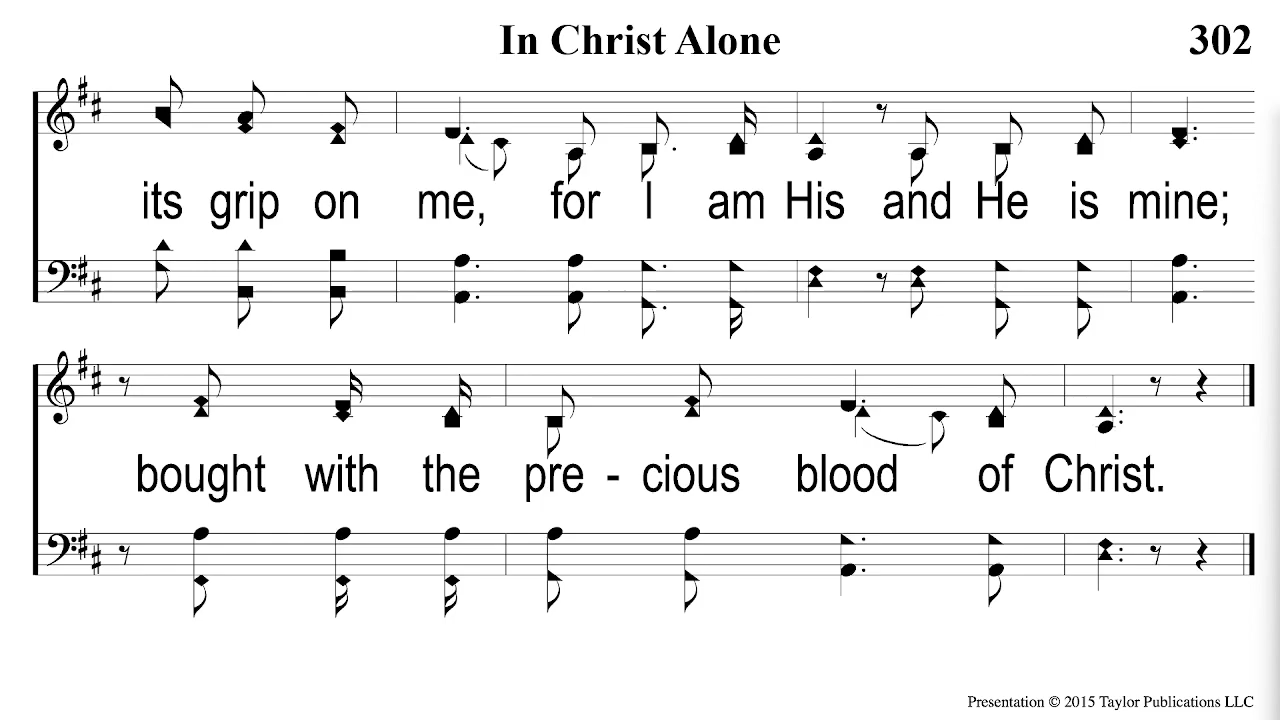 In Christ Alone 302
its grip on me, for I am His and He is mine;
bought with the pre - cious blood of Christ.
Presentation © 2015 Taylor Publications LLC